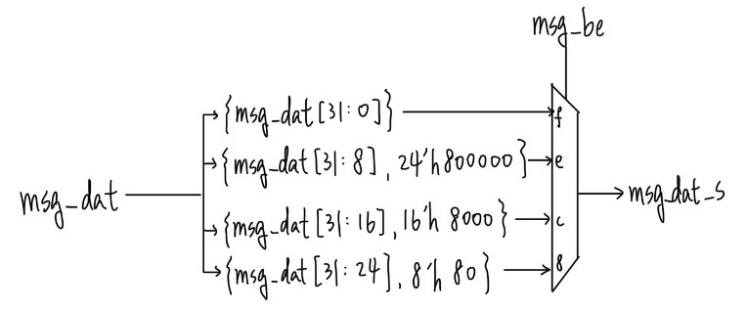 msg_be
{msg_dat[31:0]}
f
{msg_dat[31:8], 24'h800000}
e
msg_dat
msg_dat_s
{msg_dat[31:16], 16'h 8000}
c
{msg_dat[31:24], 8'h 80}
8